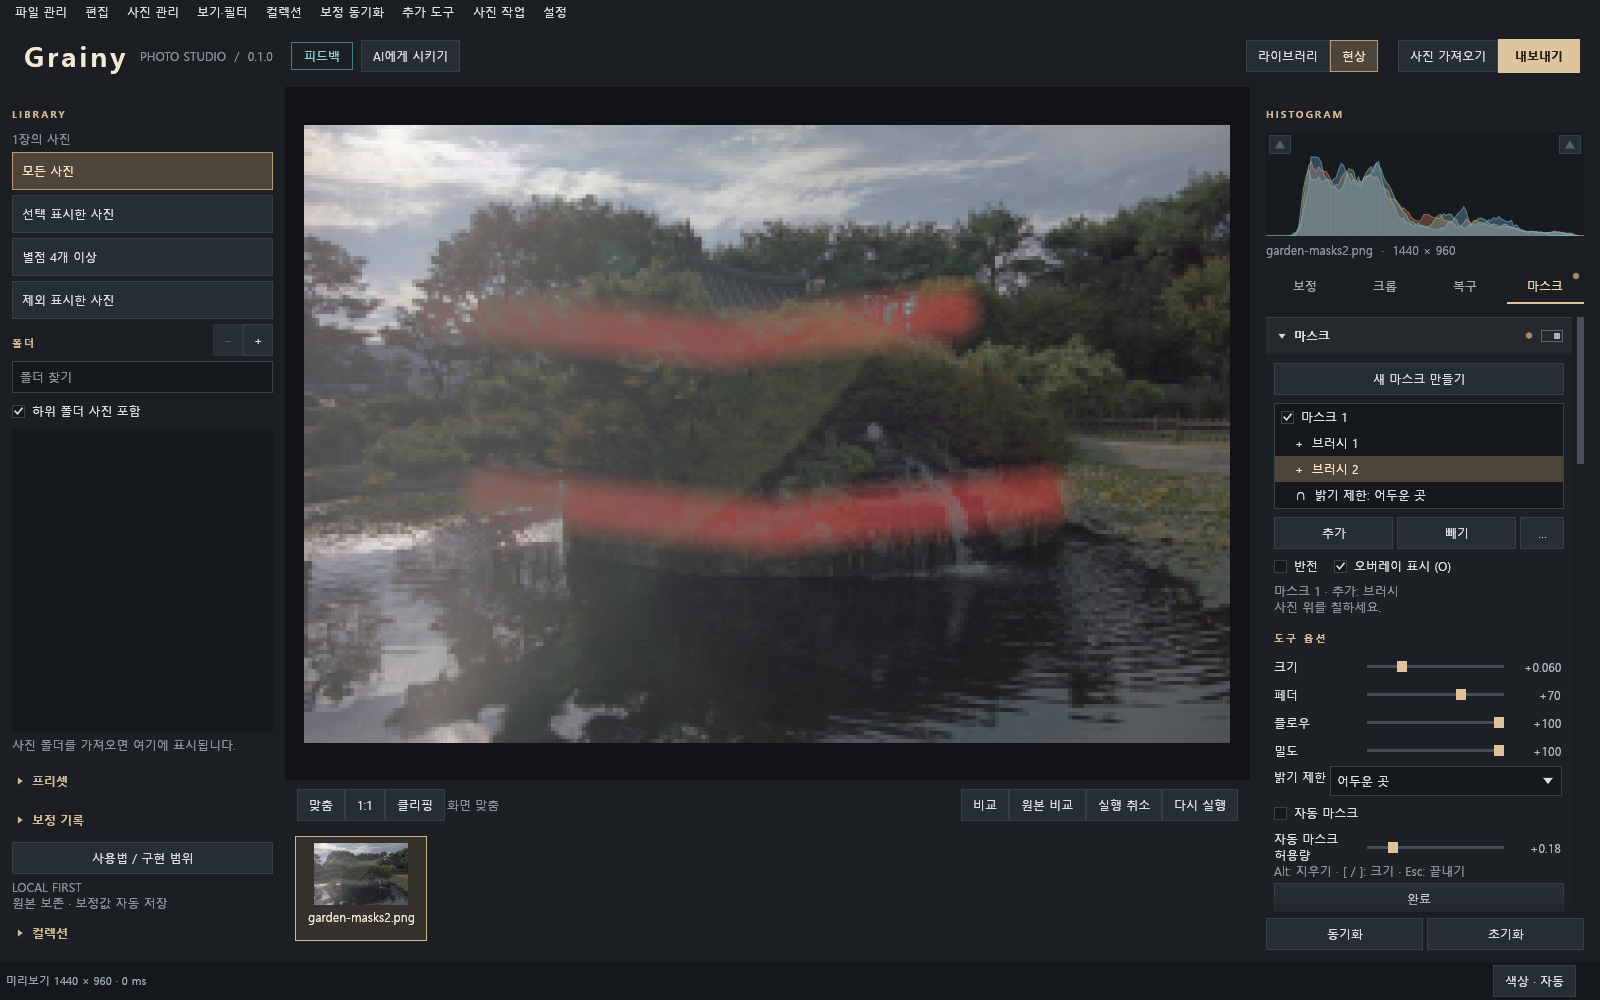 파일 관리 편집 사진 관리 보기·필터 컬렉션 보정 동기화 추가 도구 사진 작업 설정
Grainy PHOTO STUDIO / 0.1.0 피드백 AI에게 시키기 라이브러리 현상 사진 가져오기 내보내기
LIBRARY
1장의 사진
모든 사진
선택 표시한 사진
별점 4개 이상
제외 표시한 사진
폴더 − +
폴더 찾기
하위 폴더 사진 포함
사진 폴더를 가져오면 여기에 표시됩니다.
프리셋
보정 기록
사용법 / 구현 범위
LOCAL FIRST
원본 보존 · 보정값 자동 저장
컬렉션
맞춤 1:1 클리핑 화면 맞춤 비교 원본 비교 실행 취소 다시 실행
garden-masks2.png
HISTOGRAM
garden-masks2.png · 1440 × 960
보정 크롭 복구 마스크
마스크
새 마스크 만들기
마스크 1
+ 브러시 1
+ 브러시 2
∩ 밝기 제한: 어두운 곳
추가 빼기 ...
반전 오버레이 표시 (O)
마스크 1 · 추가: 브러시
사진 위를 칠하세요.
도구 옵션
크기 +0.060
페더 +70
플로우 +100
밀도 +100
밝기 제한 어두운 곳
자동 마스크
자동 마스크
허용량 +0.18
Alt: 지우기 · [ / ]: 크기 · Esc: 끝내기
완료
동기화 초기화
미리보기 1440 × 960 · 0 ms 색상 · 자동